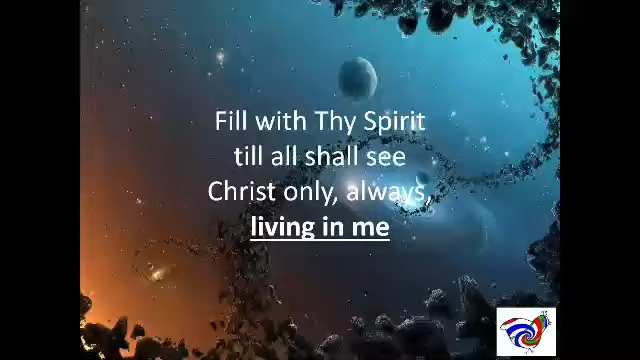 Fill with Thy Spirit
till all shall see
Christ only, always,
living in me